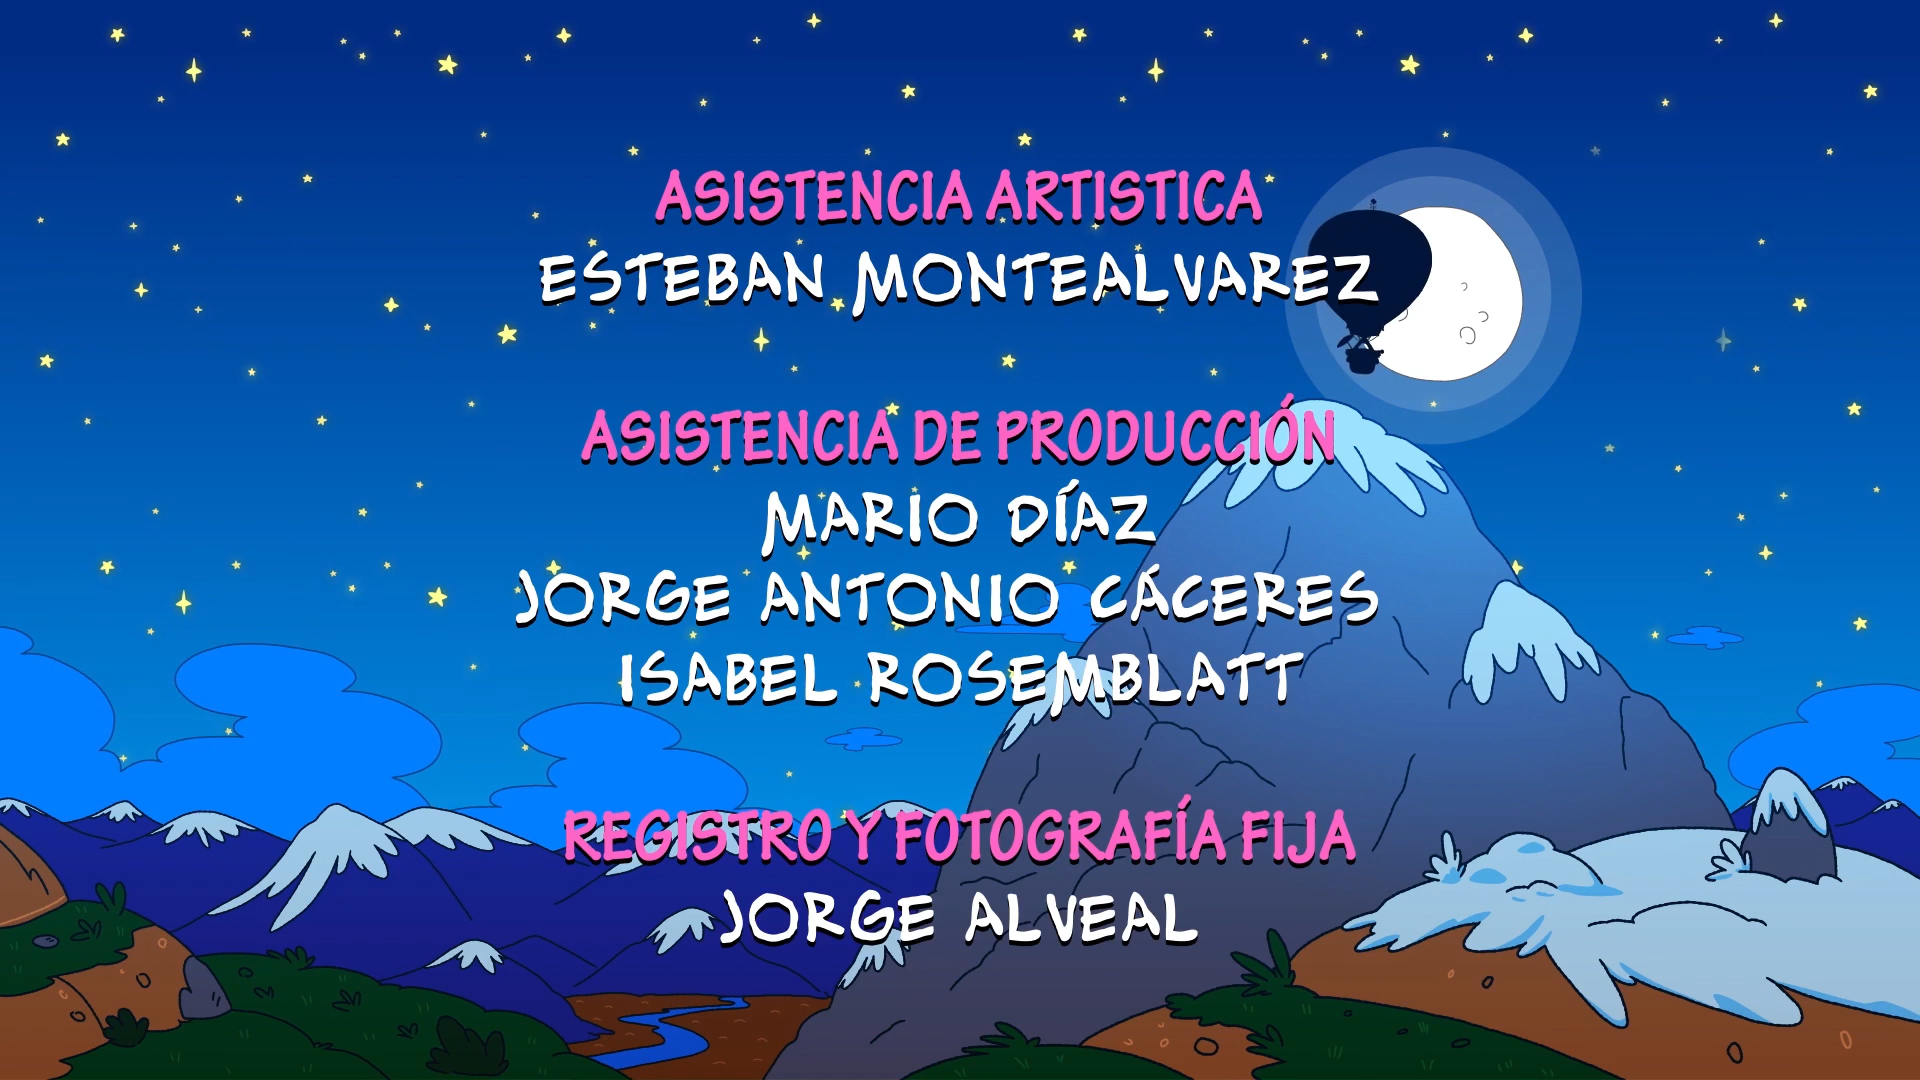 ASISTENCIA ARTISTICA
ESTEBAN MONTEALVAREZ
ASISTENCIA DE PRODUCCIÓN
MARIO DÍAZ
JORGE ANTONIO CÁCERES
ISABEL ROSEMBLATT
REGISTRO Y FOTOGRAFÍA FIJA
JORGE ALVEAL